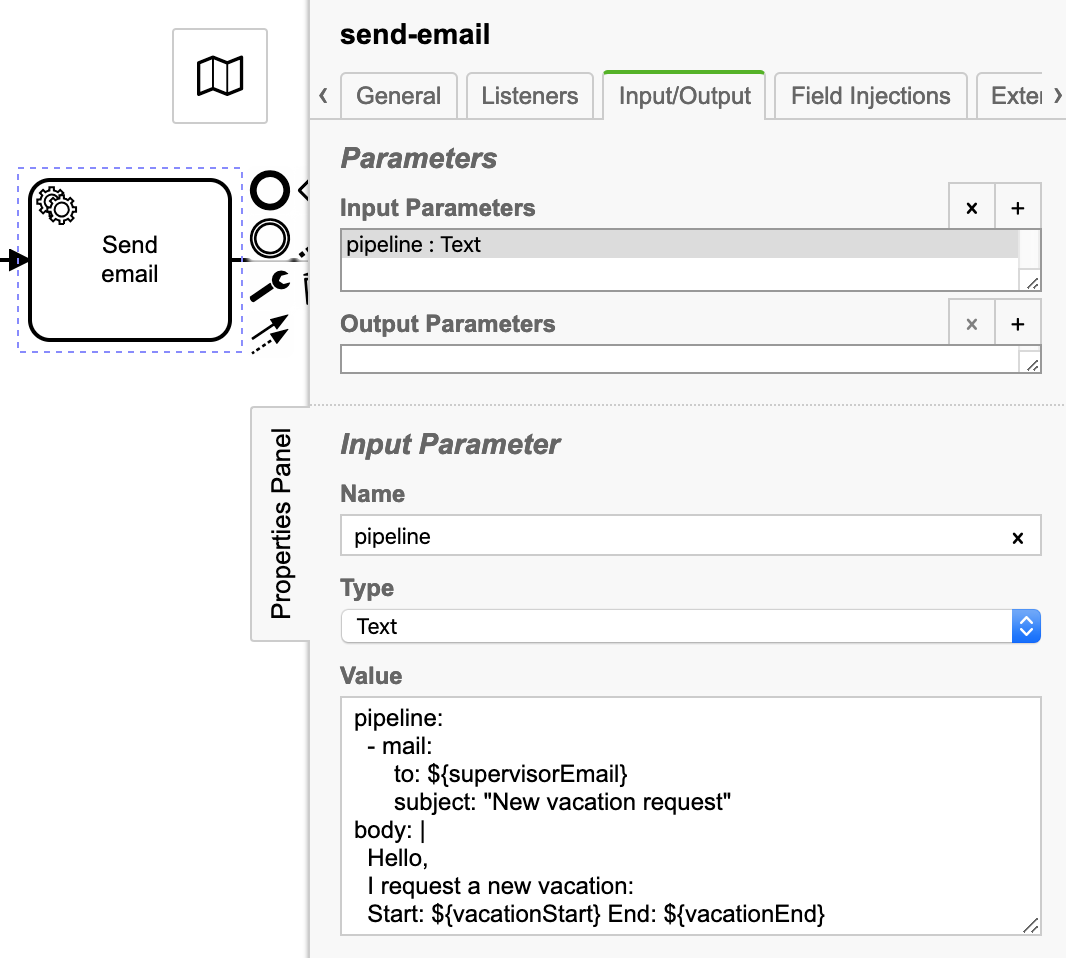 send-email
General
Listeners
Input/Output
Field Injections
Exter
Parameters
Input Parameters
pipeline : Text
Output Parameters
Send
email
Properties Panel
Input Parameter
Name
pipeline
Type
Text
Value
pipeline:
- mail:
to: ${supervisorEmail}
subject: "New vacation request"
body: |
Hello,
I request a new vacation:
Start: ${vacationStart} End: ${vacationEnd}